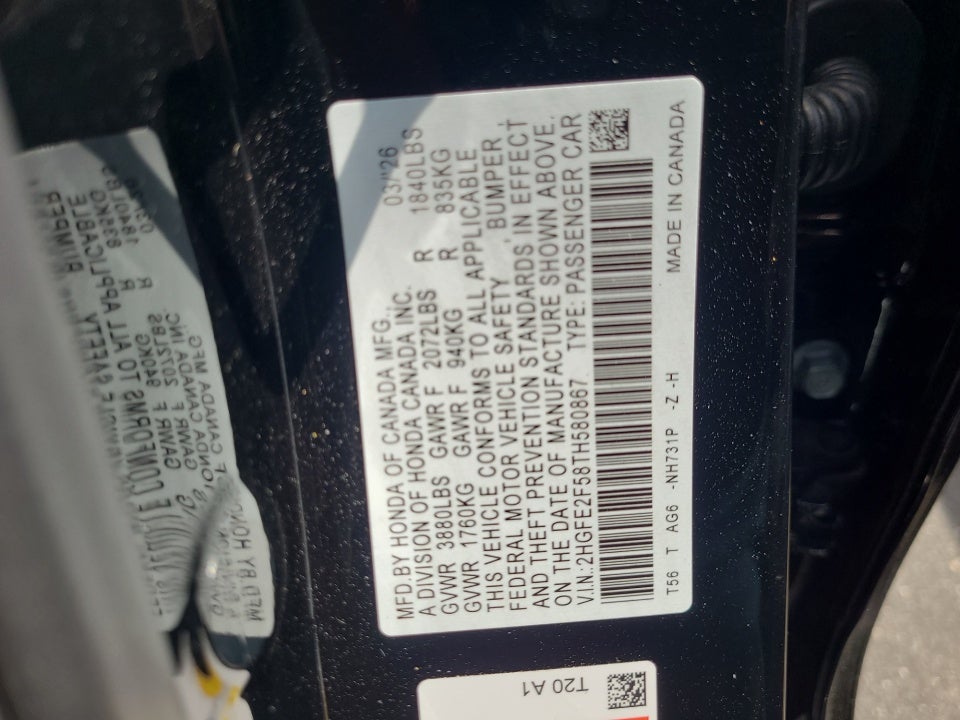 MFD.BY HONDA OF CANADA MFG.,
A DIVISION OF HONDA CANADA INC. 03/26
GVWR 3880LBS GAWR F 2072LBS R 1840LBS
GVWR 1760KG GAWR F 940KG R 835KG
THIS VEHICLE CONFORMS TO ALL APPLICABLE
FEDERAL MOTOR VEHICLE SAFETY, BUMPER,
AND THEFT PREVENTION STANDARDS IN EFFECT
ON THE DATE OF MANUFACTURE SHOWN ABOVE.
V.I.N.:2HGFE2F58TH580867 TYPE: PASSENGER CAR
T56 T AG6 -NH731P -Z -H MADE IN CANADA
T20 A1